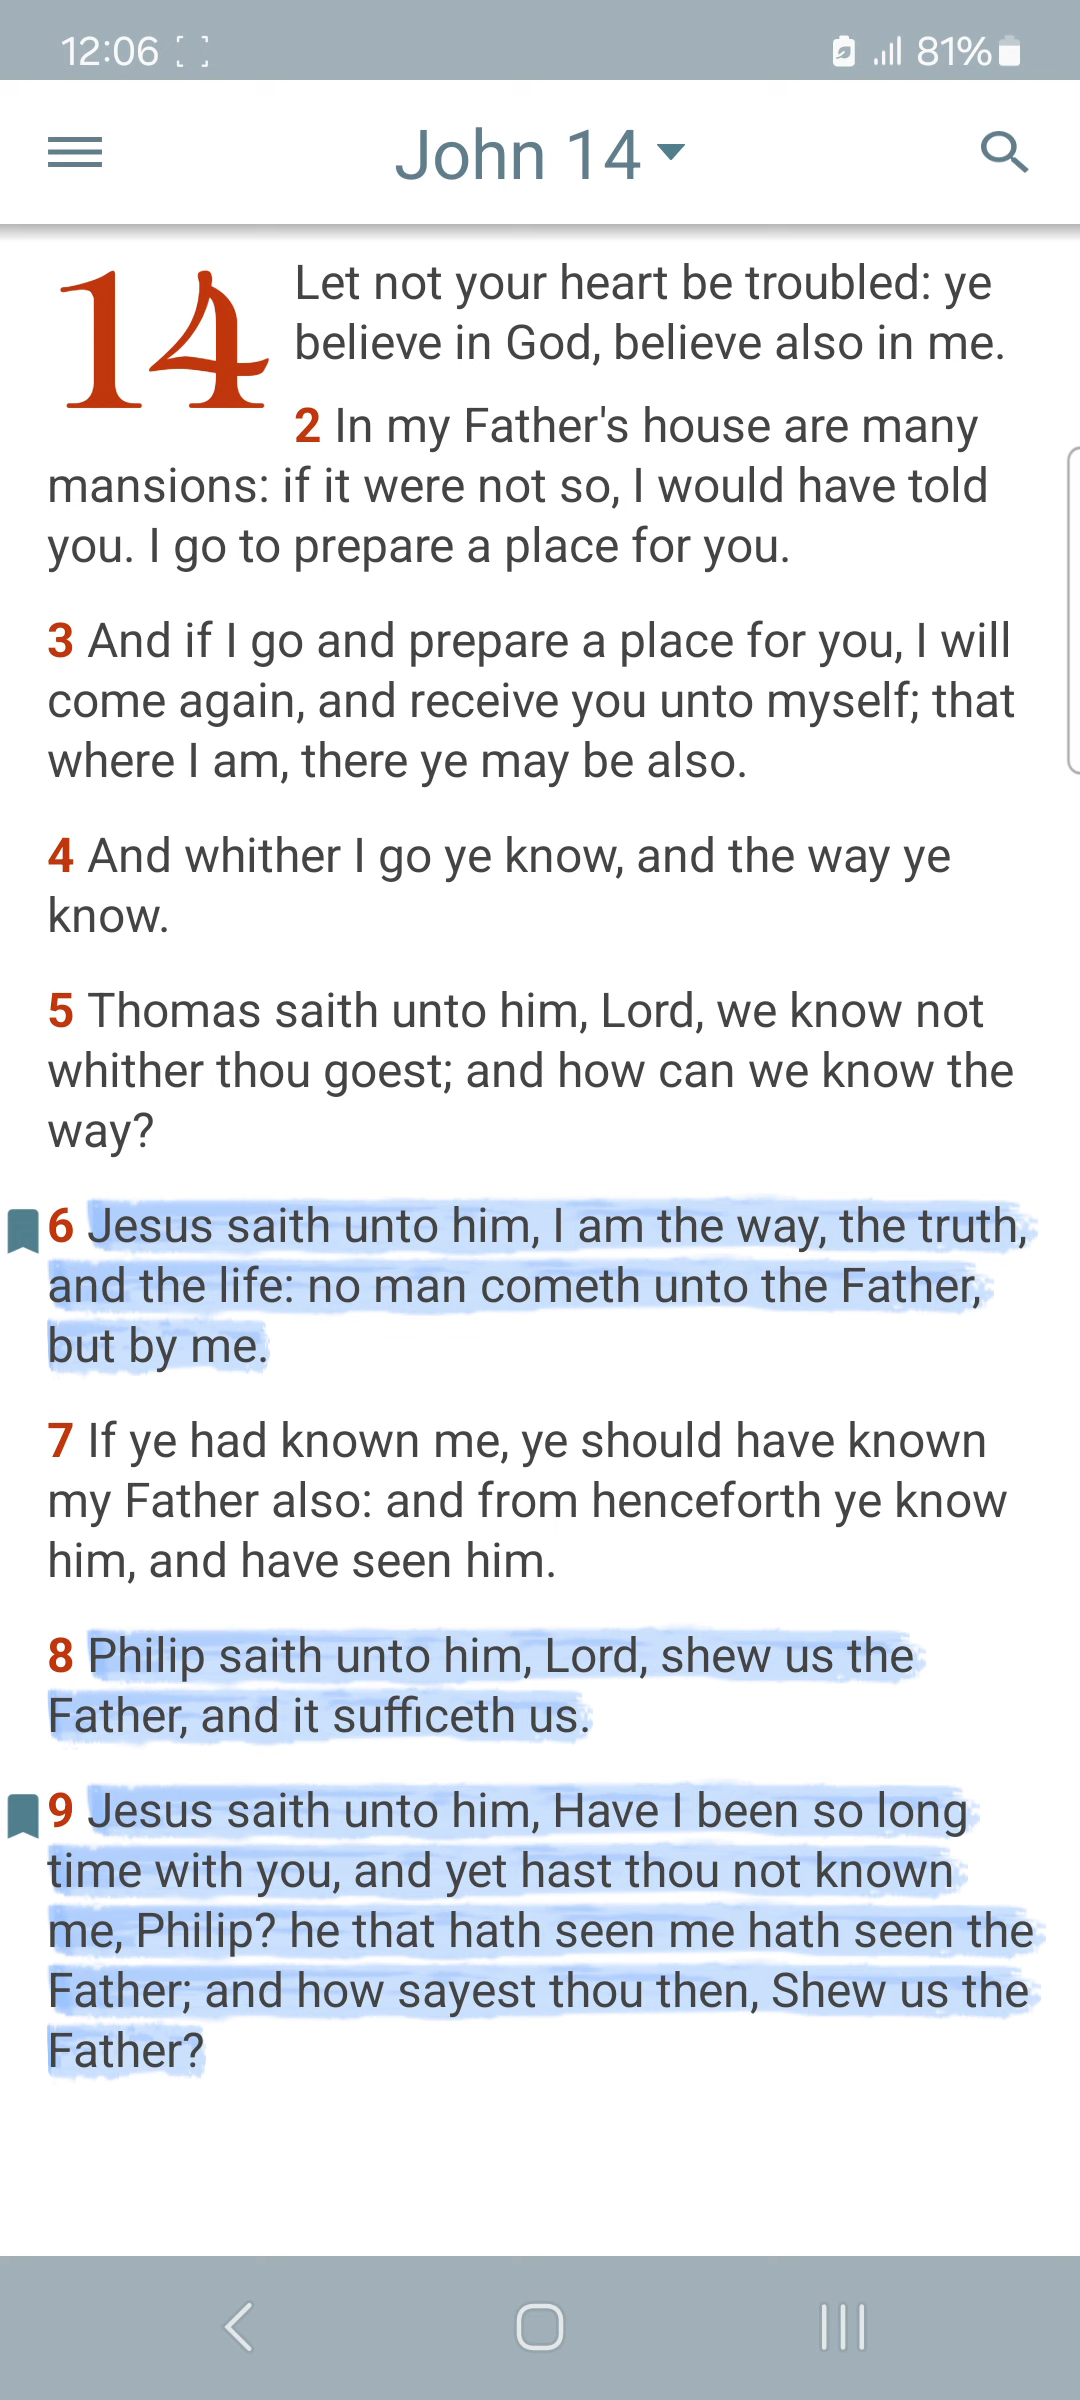 12:06 81%
John 14
14 Let not your heart be troubled: ye
believe in God, believe also in me.
2 In my Father's house are many
mansions: if it were not so, I would have told
you. I go to prepare a place for you.
3 And if I go and prepare a place for you, I will
come again, and receive you unto myself; that
where I am, there ye may be also.
4 And whither I go ye know, and the way ye
know.
5 Thomas saith unto him, Lord, we know not
whither thou goest; and how can we know the
way?
6 Jesus saith unto him, I am the way, the truth,
and the life: no man cometh unto the Father,
but by me.
7 If ye had known me, ye should have known
my Father also: and from henceforth ye know
him, and have seen him.
8 Philip saith unto him, Lord, shew us the
Father, and it sufficeth us.
9 Jesus saith unto him, Have I been so long
time with you, and yet hast thou not known
me, Philip? he that hath seen me hath seen the
Father; and how sayest thou then, Shew us the
Father?